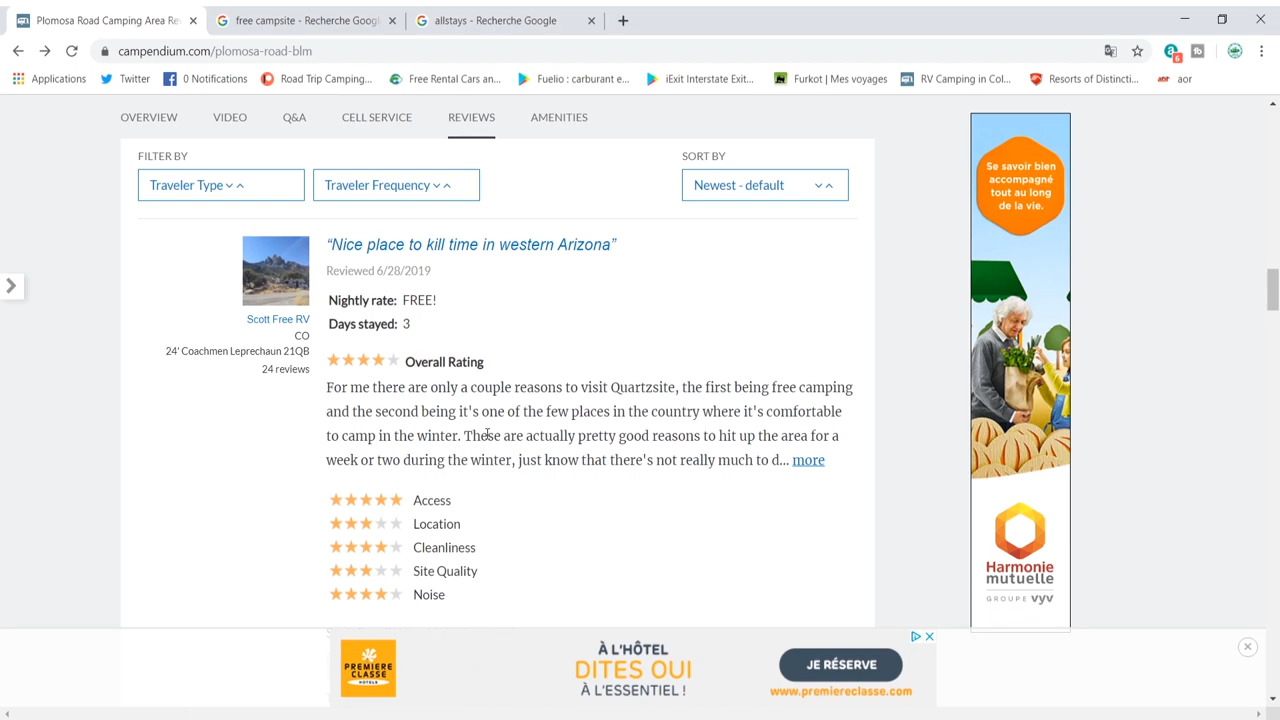 Plomosa Road Camping Area Re
free campsite - Recherche Googl
allstays - Recherche Google
campendium.com/plomosa-road-blm
6
Applications
Twitter
0 Notifications
Road Trip Camping...
Free Rental Cars an...
Fuelio : carburant e...
iExit Interstate Exit...
Furkot | Mes voyages
RV Camping in Col...
Resorts of Distincti...
aor
OVERVIEW VIDEO Q&A CELL SERVICE REVIEWS AMENITIES
FILTER BY
SORT BY
Traveler Type
Traveler Frequency
Newest - default
“Nice place to kill time in western Arizona”
Reviewed 6/28/2019
Nightly rate: FREE!
Days stayed: 3
Scott Free RV
CO
24' Coachmen Leprechaun 21QB
24 reviews
Overall Rating
For me there are only a couple reasons to visit Quartzsite, the first being free camping
and the second being it's one of the few places in the country where it's comfortable
to camp in the winter. These are actually pretty good reasons to hit up the area for a
week or two during the winter, just know that there's not really much to d... more
Access
Location
Cleanliness
Site Quality
Noise
Se savoir bien
accompagné
tout au long
de la vie.
Harmonie
mutuelle
GROUPE vyv
PREMIERE
CLASSE
HOTELS
À L'HÔTEL
DITES OUI
À L'ESSENTIEL !
JE RÉSERVE
www.premiereclasse.com